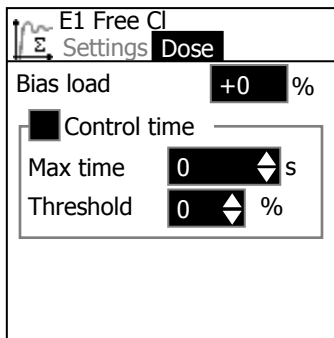 E1 Free Cl
Σ Settings Dose
Bias load +0 %
Control time
Max time 0 s
Threshold 0 %